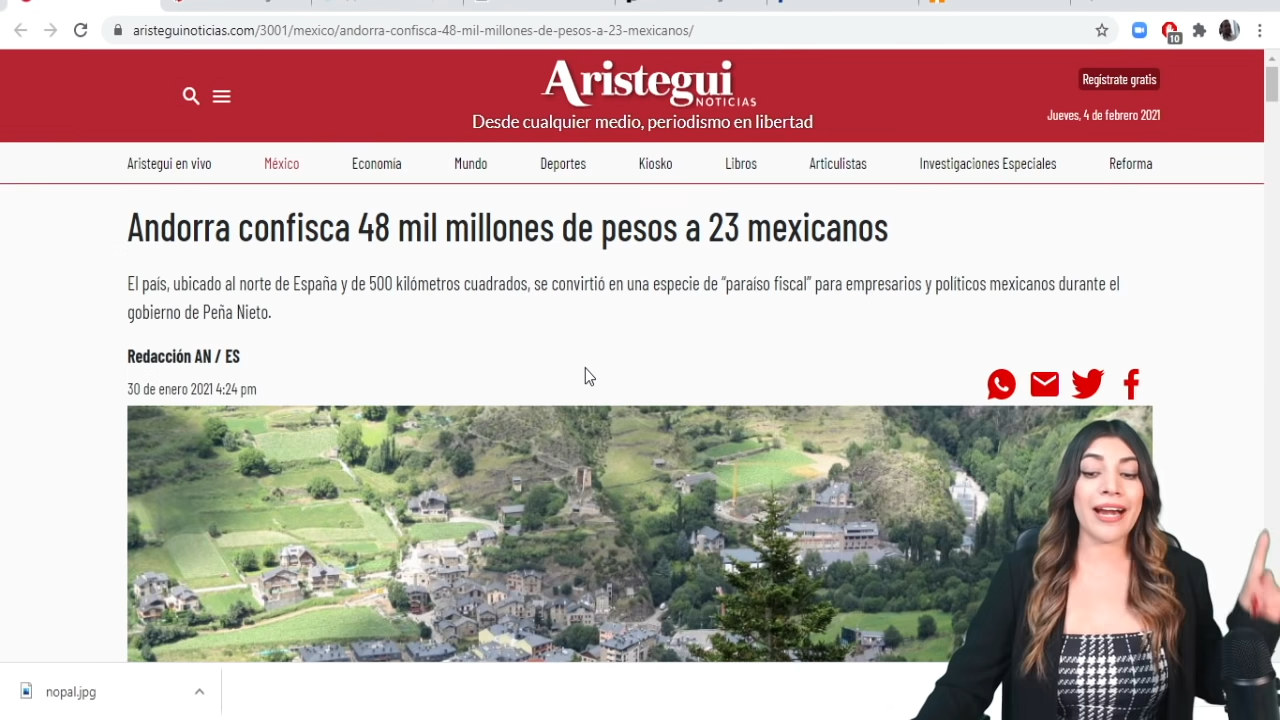 aristeguinoticias.com/3001/mexico/andorra-confisca-48-mil-millones-de-pesos-a-23-mexicanos/
10
Aristegui
NOTICIAS
Desde cualquier medio, periodismo en libertad
Regístrate gratis
Jueves, 4 de febrero 2021
Aristegui en vivo México Economía Mundo Deportes Kiosko Libros Articulistas Investigaciones Especiales Reforma
Andorra confisca 48 mil millones de pesos a 23 mexicanos
El país, ubicado al norte de España y de 500 kilómetros cuadrados, se convirtió en una especie de “paraíso fiscal” para empresarios y políticos mexicanos durante el
gobierno de Peña Nieto.
Redacción AN / ES
30 de enero 2021 4:24 pm
nopal.jpg